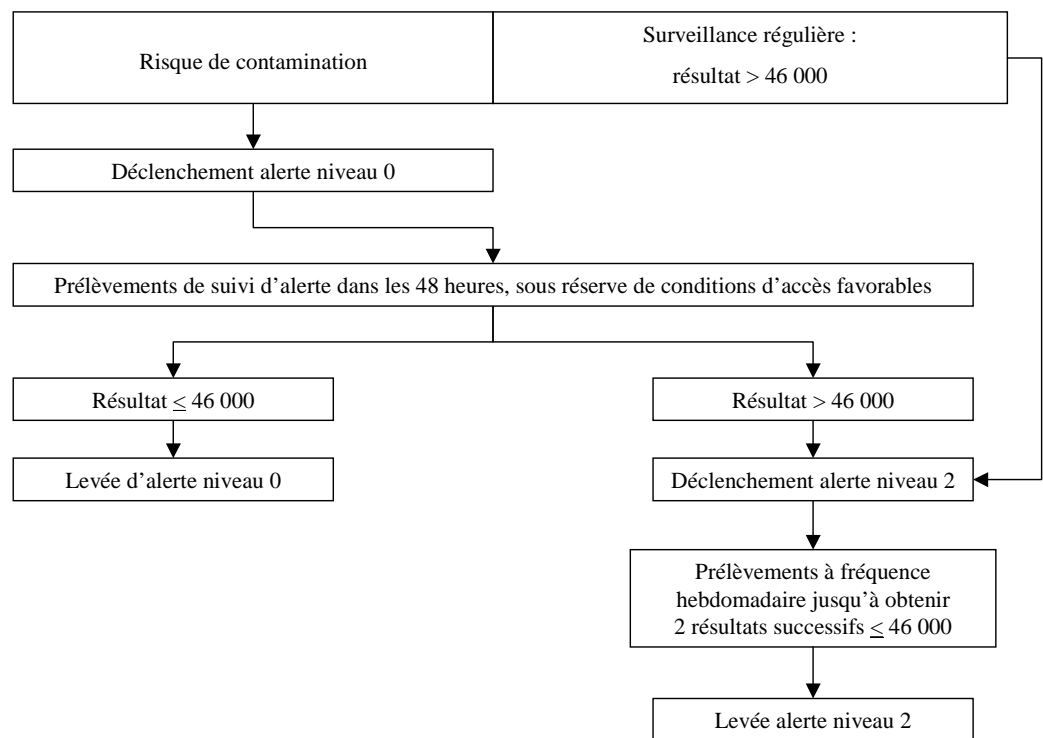 Risque de contamination
Surveillance régulière :
résultat > 46 000
Déclenchement alerte niveau 0
Prélèvements de suivi d’alerte dans les 48 heures, sous réserve de conditions d’accès favorables
Résultat ≤ 46 000
Résultat > 46 000
Levée d’alerte niveau 0
Déclenchement alerte niveau 2
Prélèvements à fréquence
hebdomadaire jusqu’à obtenir
2 résultats successifs ≤ 46 000
Levée alerte niveau 2